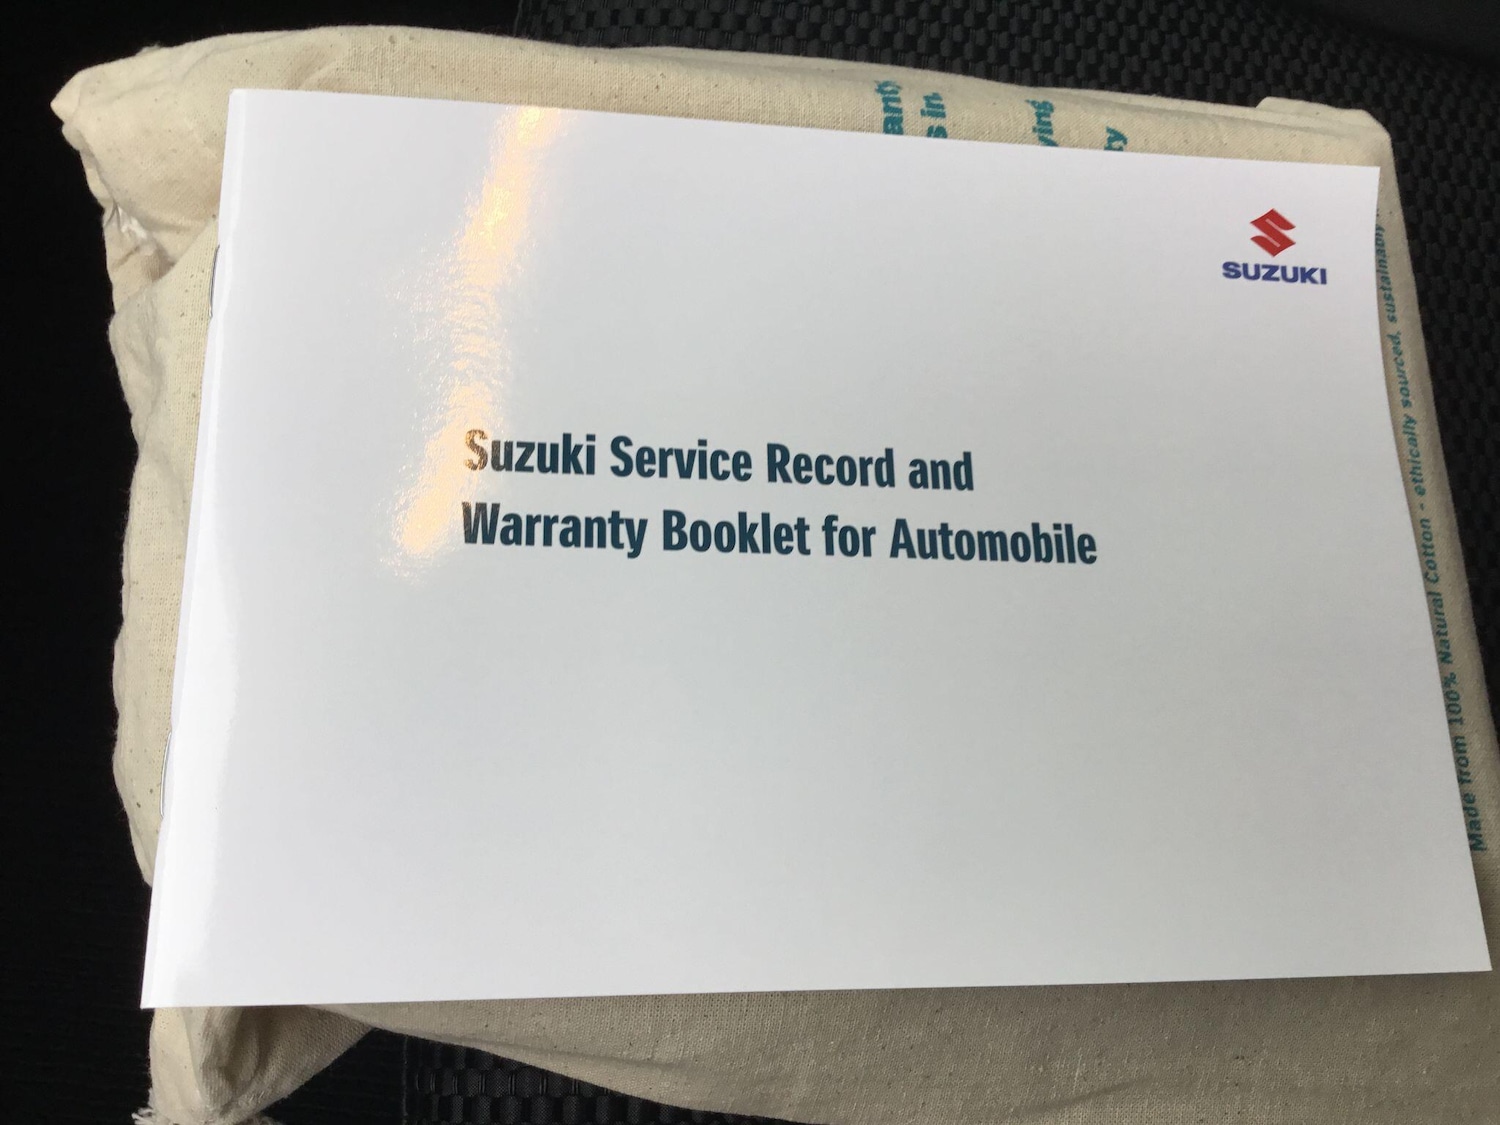 SUZUKI
Suzuki Service Record and
Warranty Booklet for Automobile
Made from 100% Natural Cotton - ethically sourced, sustainably